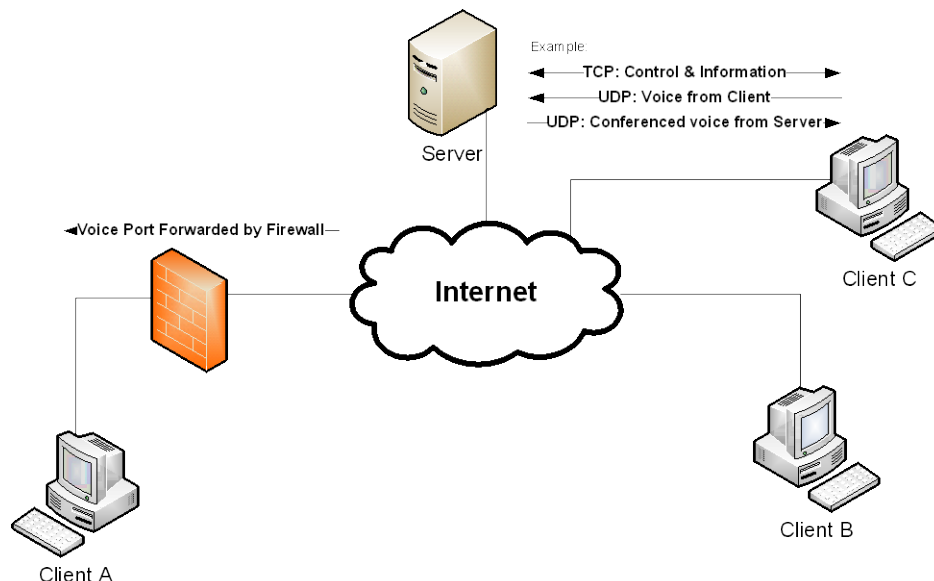 Example:
TCP: Control & Information
UDP: Voice from Client
UDP: Conferenced voice from Server
Server
Client C
Voice Port Forwarded by Firewall
Internet
Client B
Client A